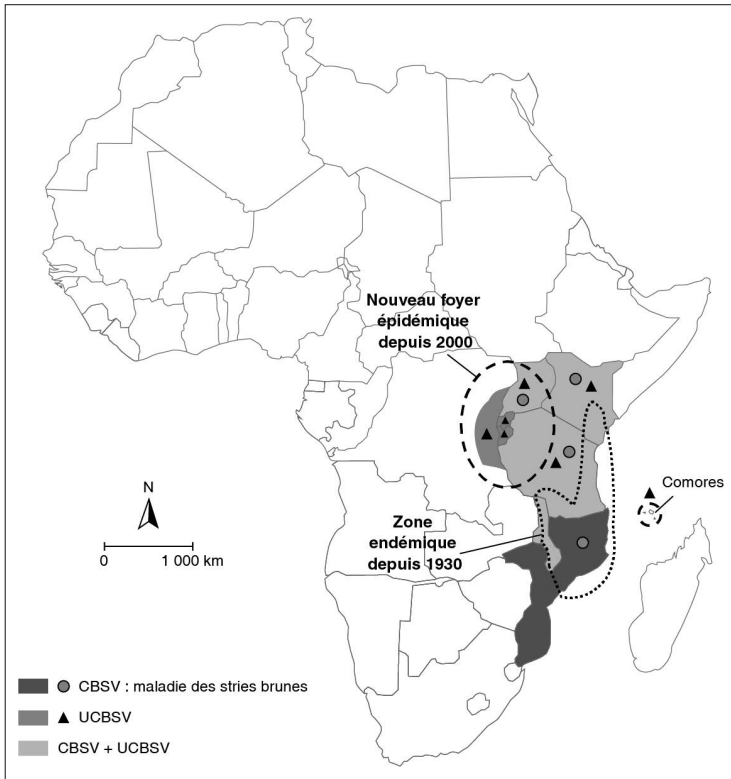 Nouveau foyer
épidémique
depuis 2000
Comores
N
0 1 000 km
Zone
endémique
depuis 1930
CBSV : maladie des stries brunes
UCBSV
CBSV + UCBSV